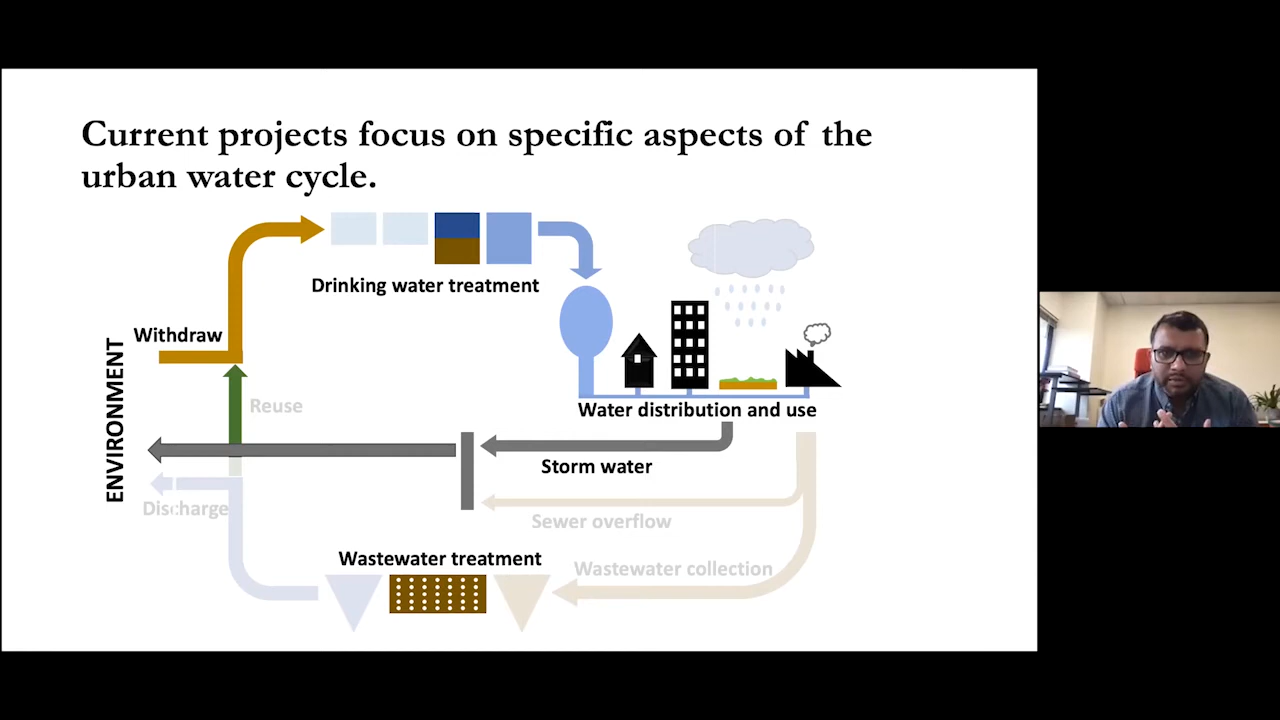 Current projects focus on specific aspects of the
urban water cycle.
Drinking water treatment
Withdraw
ENVIRONMENT
Reuse
Water distribution and use
Storm water
Discharge
Sewer overflow
Wastewater treatment
Wastewater collection